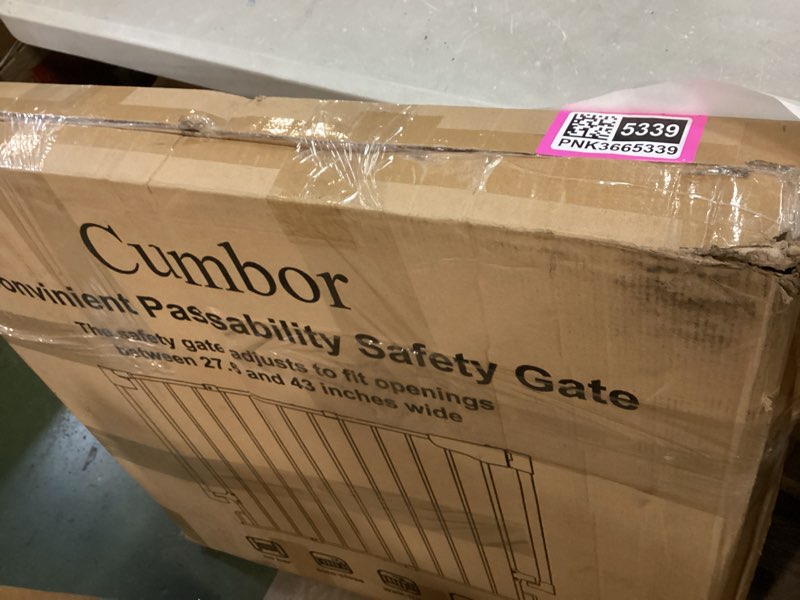 5339
PNK3665339
Cumbor
onvinient Passability Safety Gate
The safety gate adjusts to fit openings
between 27.5 and 43 inches wide